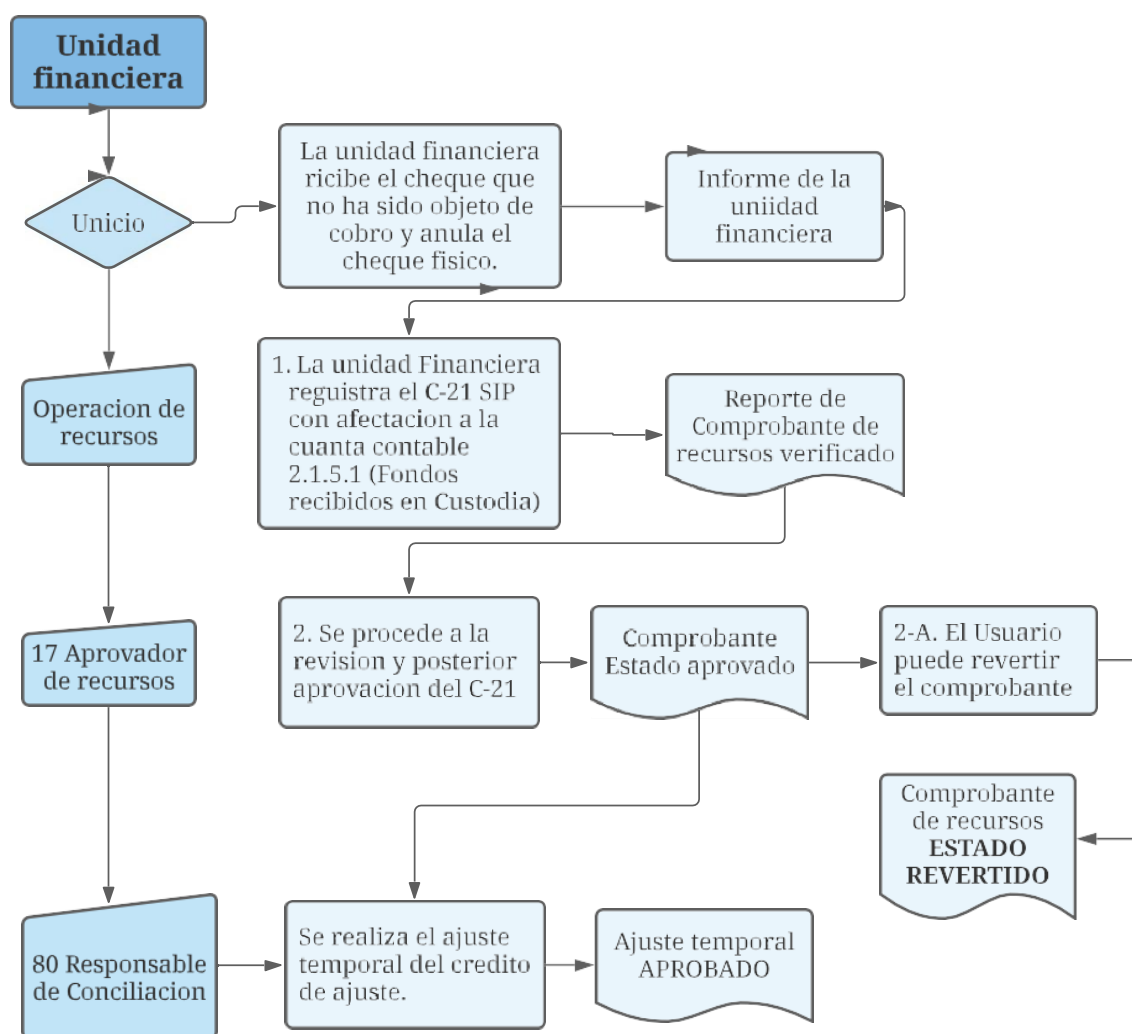 Unidad
financiera
Unicio
La unidad financiera
ricibe el cheque que
no ha sido objeto de
cobro y anula el
cheque fisico.
Informe de la
uniidad
financiera
Operacion de
recursos
1. La unidad Financiera
reguistra el C-21 SIP
con afectacion a la
cuanta contable
2.1.5.1 (Fondos
recibidos en Custodia)
Reporte de
Comprobante de
recursos verificado
17 Aprovador
de recursos
2. Se procede a la
revision y posterior
aprovacion del C-21
Comprobante
Estado aprovado
2-A. El Usuario
puede revertir
el comprobante
Comprobante
de recursos
ESTADO
REVERTIDO
80 Responsable
de Conciliacion
Se realiza el ajuste
temporal del credito
de ajuste.
Ajuste temporal
APROBADO